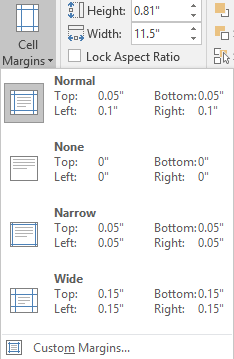 Cell
Margins
Height: 0.81"
Width: 11.5"
Lock Aspect Ratio
Normal
Top: 0.05" Bottom: 0.05"
Left: 0.1" Right: 0.1"
None
Top: 0" Bottom: 0"
Left: 0" Right: 0"
Narrow
Top: 0.05" Bottom: 0.05"
Left: 0.05" Right: 0.05"
Wide
Top: 0.15" Bottom: 0.15"
Left: 0.15" Right: 0.15"
Custom Margins...